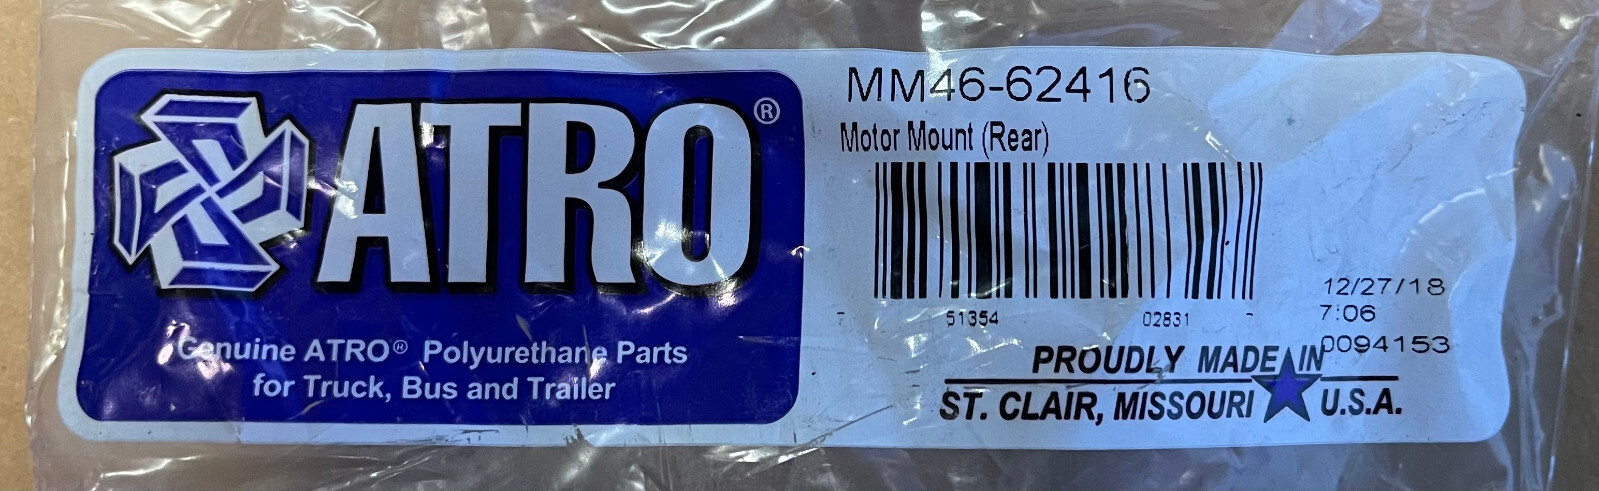 ATRO®
Genuine ATRO® Polyurethane Parts
for Truck, Bus and Trailer
MM46-62416
Motor Mount (Rear)
51354 02831
12/27/18
7:06
0094153
PROUDLY MADE IN
ST. CLAIR, MISSOURI U.S.A.